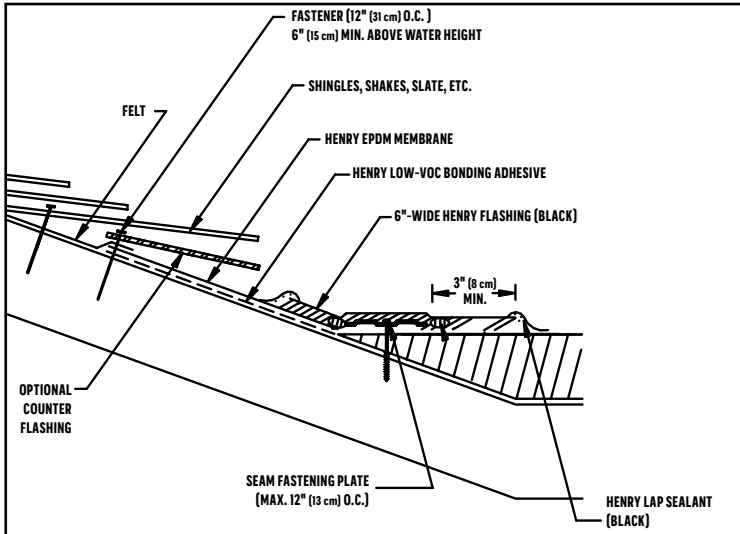 FASTENER (12" (31 cm) O.C. )
6" (15 cm) MIN. ABOVE WATER HEIGHT
SHINGLES, SHAKES, SLATE, ETC.
FELT
HENRY EPDM MEMBRANE
HENRY LOW-VOC BONDING ADHESIVE
6"-WIDE HENRY FLASHING (BLACK)
3" (8 cm)
MIN.
OPTIONAL
COUNTER
FLASHING
SEAM FASTENING PLATE
(MAX. 12" (13 cm) O.C.)
HENRY LAP SEALANT
(BLACK)